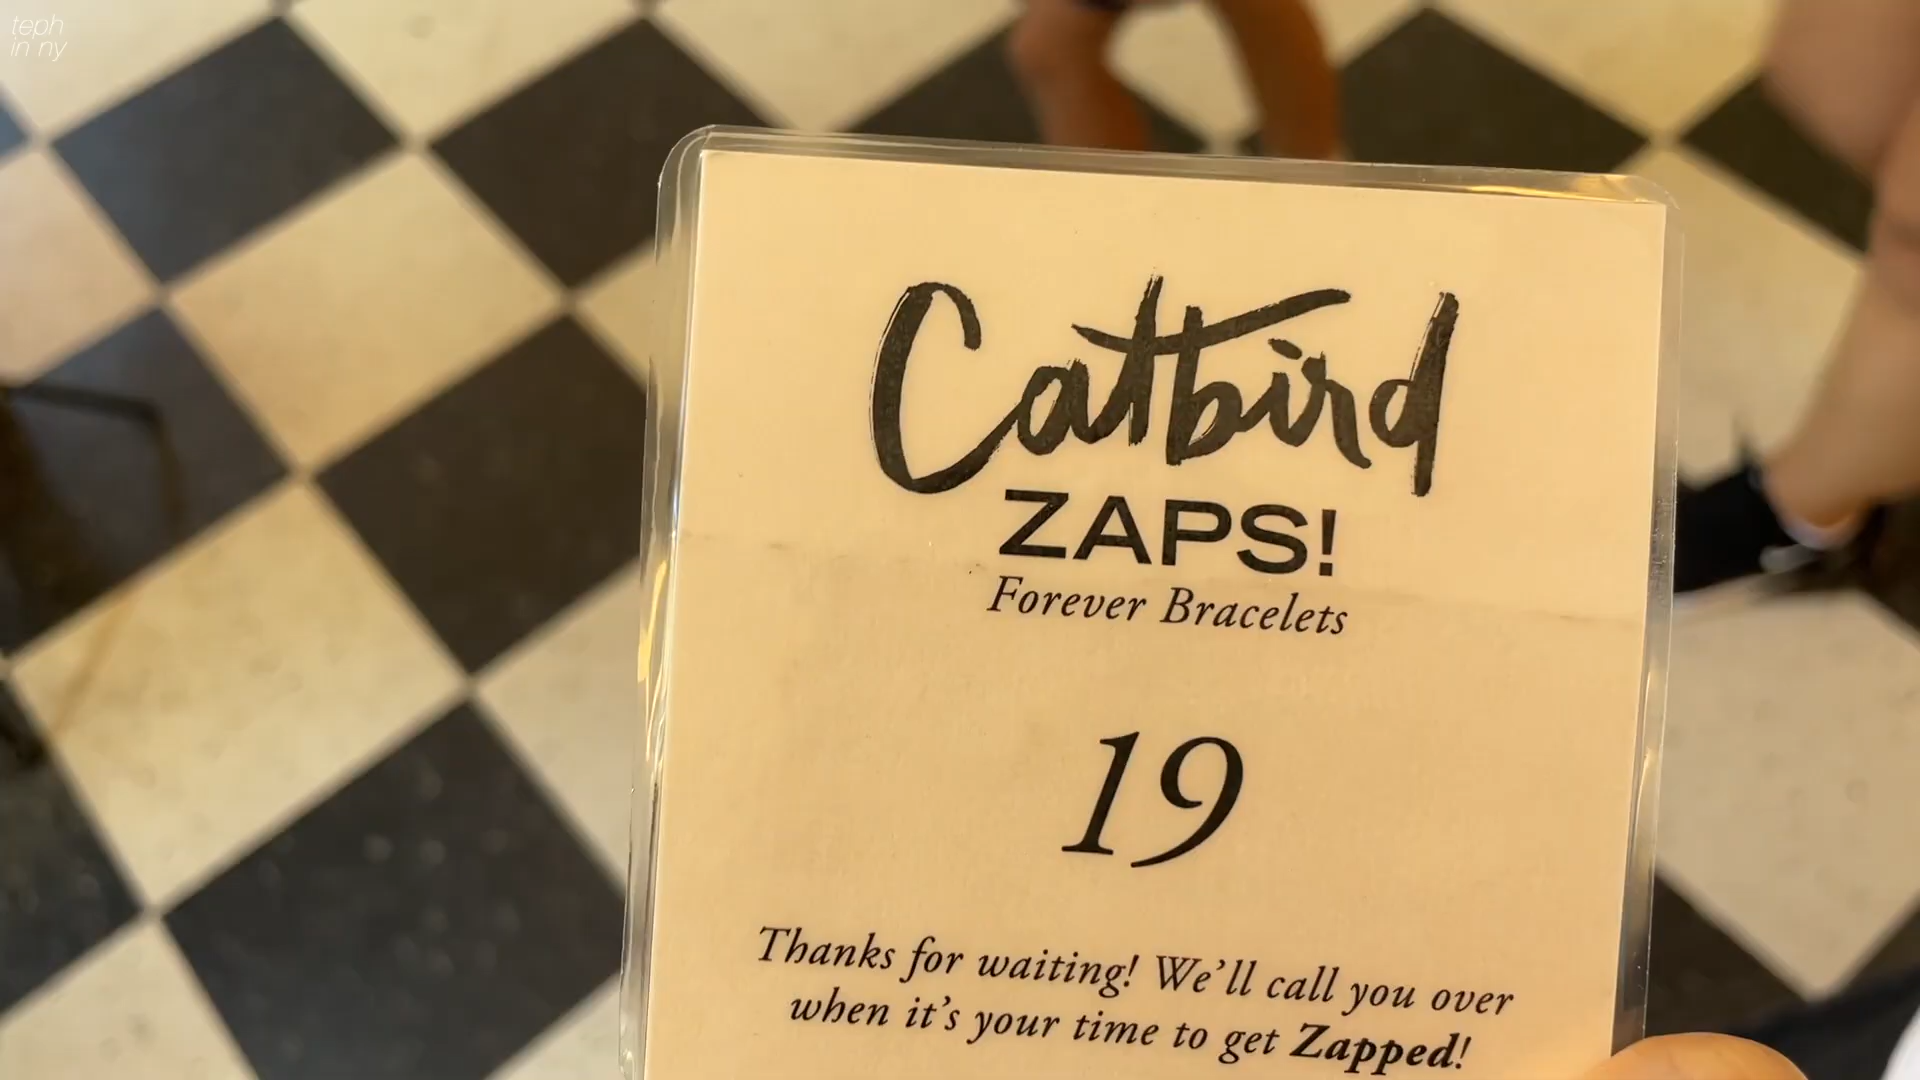 teph
in ny
Catbird
ZAPS!
Forever Bracelets
19
Thanks for waiting! We'll call you over
when it's your time to get Zapped!